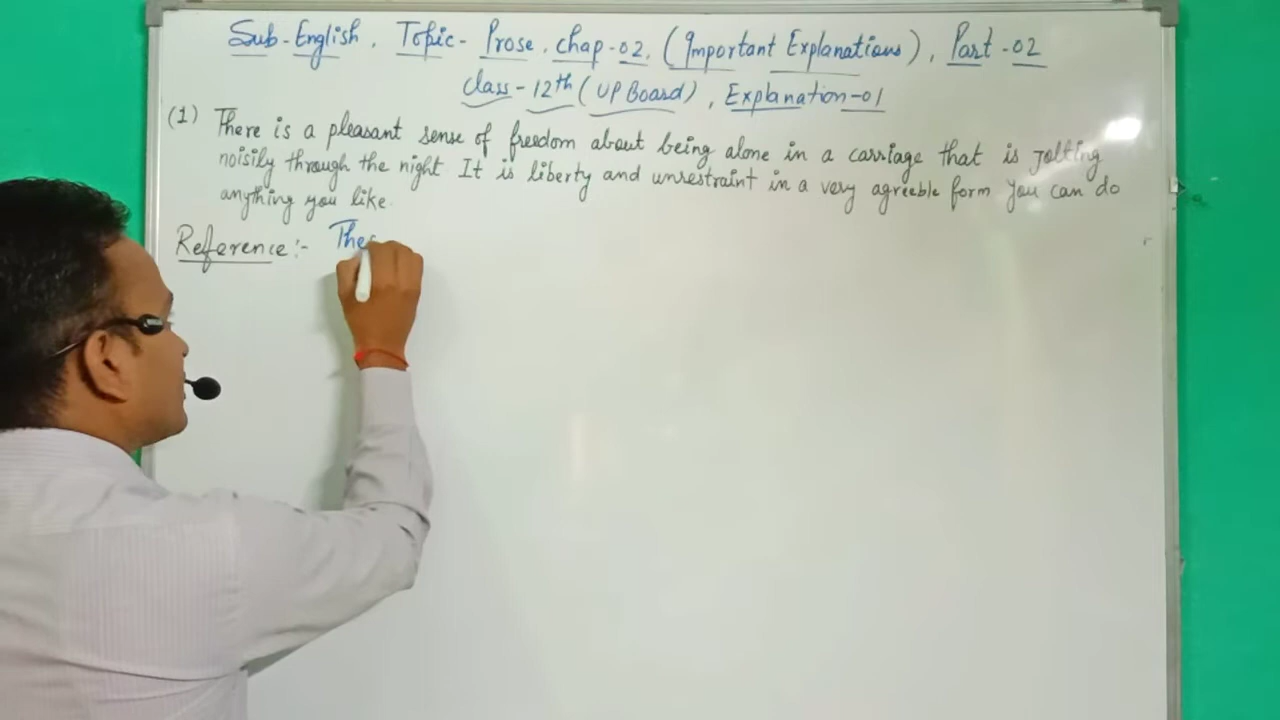 Sub-English, Topic- Prose, chap-02, (Important Explanations), Part-02
Class-12th (UP Board), Explanation-01
(1) There is a pleasant sense of freedom about being alone in a carriage that is jolting
noisily through the night It is liberty and unrestraint in a very agreeable form You can do
anything you like.
Reference:- Thes